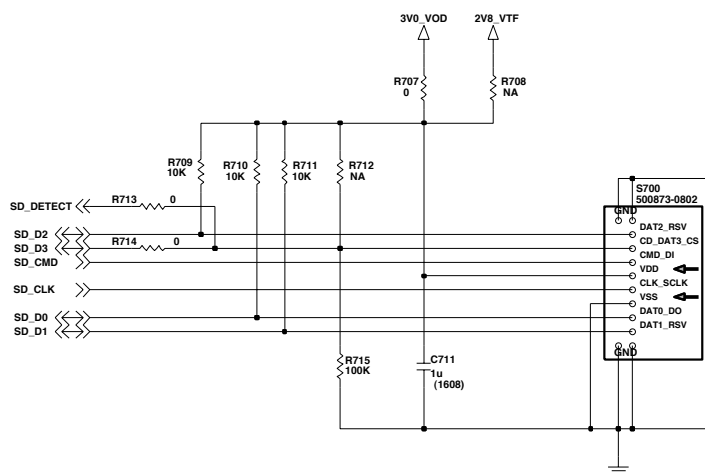 3V0_VOD
2V8_VTF
R707
0
R708
NA
R709
10K
R710
10K
R711
10K
R712
NA
S700
500873-0802
GND
SD_DETECT
R713
0
SD_D2
SD_D3
R714
0
SD_CMD
SD_CLK
SD_D0
SD_D1
DAT2_RSV
CD_DAT3_CS
CMD_DI
VDD
CLK_SCLK
VSS
DAT0_DO
DAT1_RSV
GND
R715
100K
C711
1u
(1608)